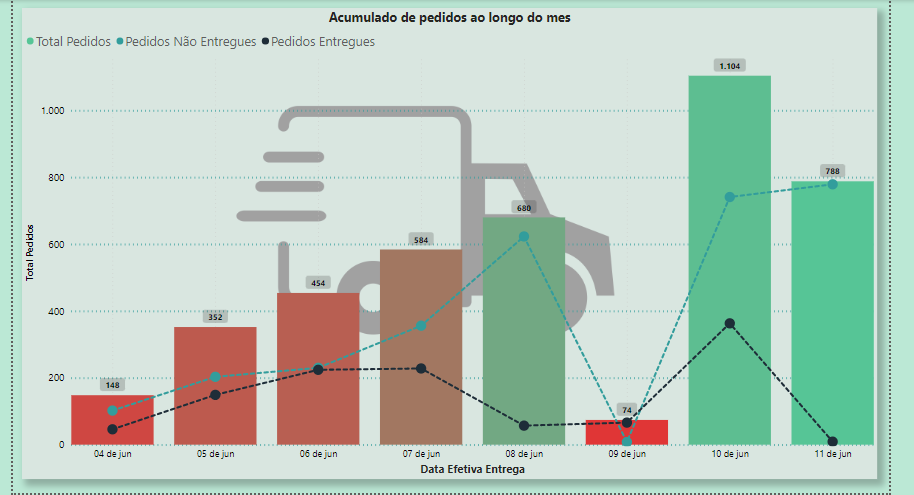 Acumulado de pedidos ao longo do mes
Total Pedidos Pedidos Não Entregues Pedidos Entregues
1.104
1.000
800
788
680
600
584
454
400
352
200
148
74
0
Total Pedidos
04 de jun 05 de jun 06 de jun 07 de jun 08 de jun 09 de jun 10 de jun 11 de jun
Data Efetiva Entrega